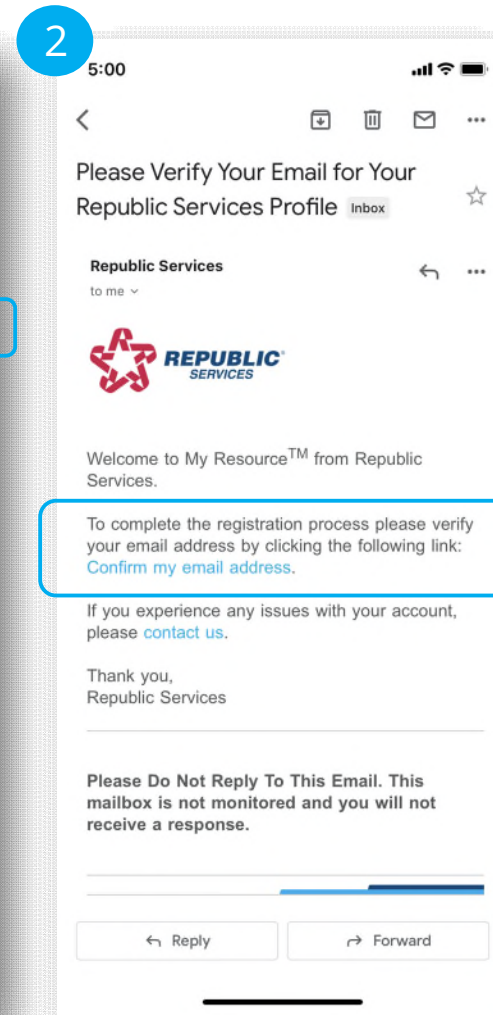 2
5:00
Please Verify Your Email for Your
Republic Services Profile Inbox
Republic Services
to me
REPUBLIC
SERVICES
Welcome to My Resource™ from Republic
Services.
To complete the registration process please verify
your email address by clicking the following link:
Confirm my email address.
If you experience any issues with your account,
please contact us.
Thank you,
Republic Services
Please Do Not Reply To This Email. This
mailbox is not monitored and you will not
receive a response.
Reply
Forward